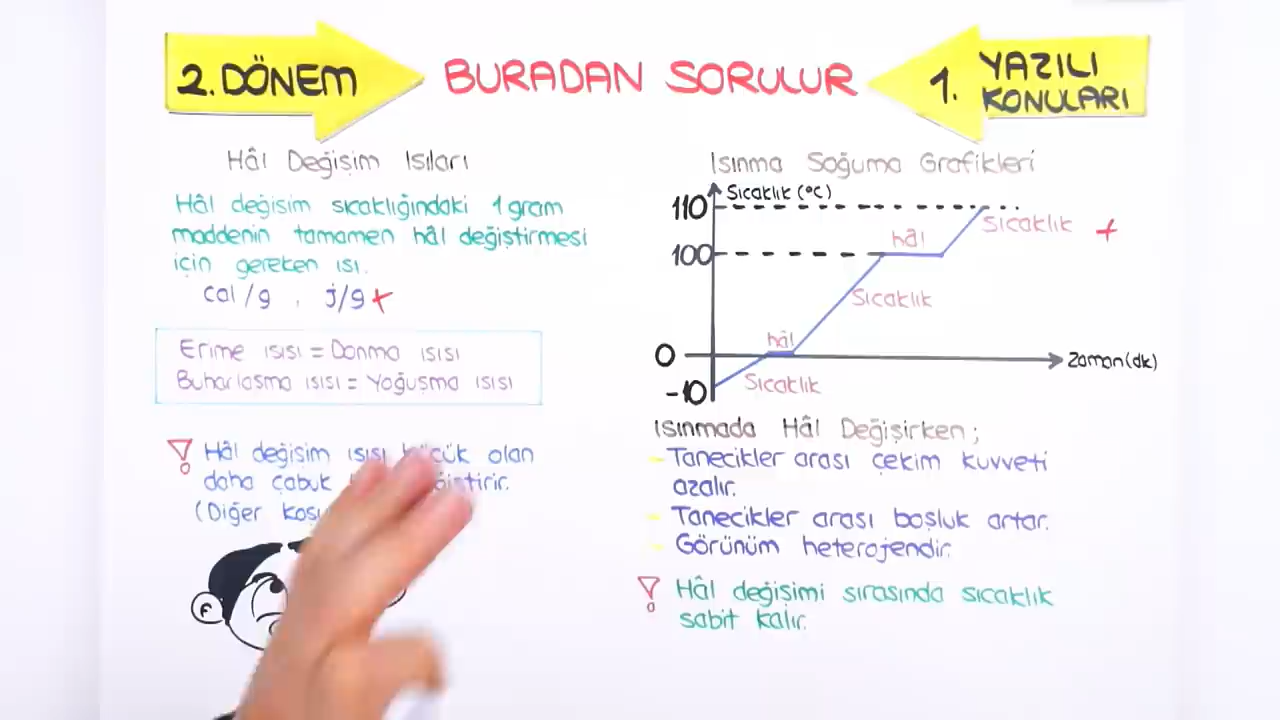 2. DÖNEM
BURADAN SORULUR
1. YAZILI KONULARI
Hâl Değişim Isıları
Hâl değişim sıcaklığındaki 1 gram
maddenin tamamen hâl değiştirmesi
için gereken ısı.
cal/g , j/g
Erime ısısı = Donma ısısı
Buharlaşma ısısı = Yoğuşma ısısı
! Hâl değişim ısısı olan
daha çabuk
(Diğer
Isınma Soğuma Grafikleri
Sıcaklık (°C)
110
Sıcaklık +
hâl
100
Sıcaklık
hâl
0
Zaman (dk)
-10
Sıcaklık
Isınmada Hâl Değişirken;
- Tanecikler arası çekim kuvveti
azalır.
- Tanecikler arası boşluk artar.
- Görünüm heterojendir.
! Hâl değişimi sırasında sıcaklık
sabit kalır.